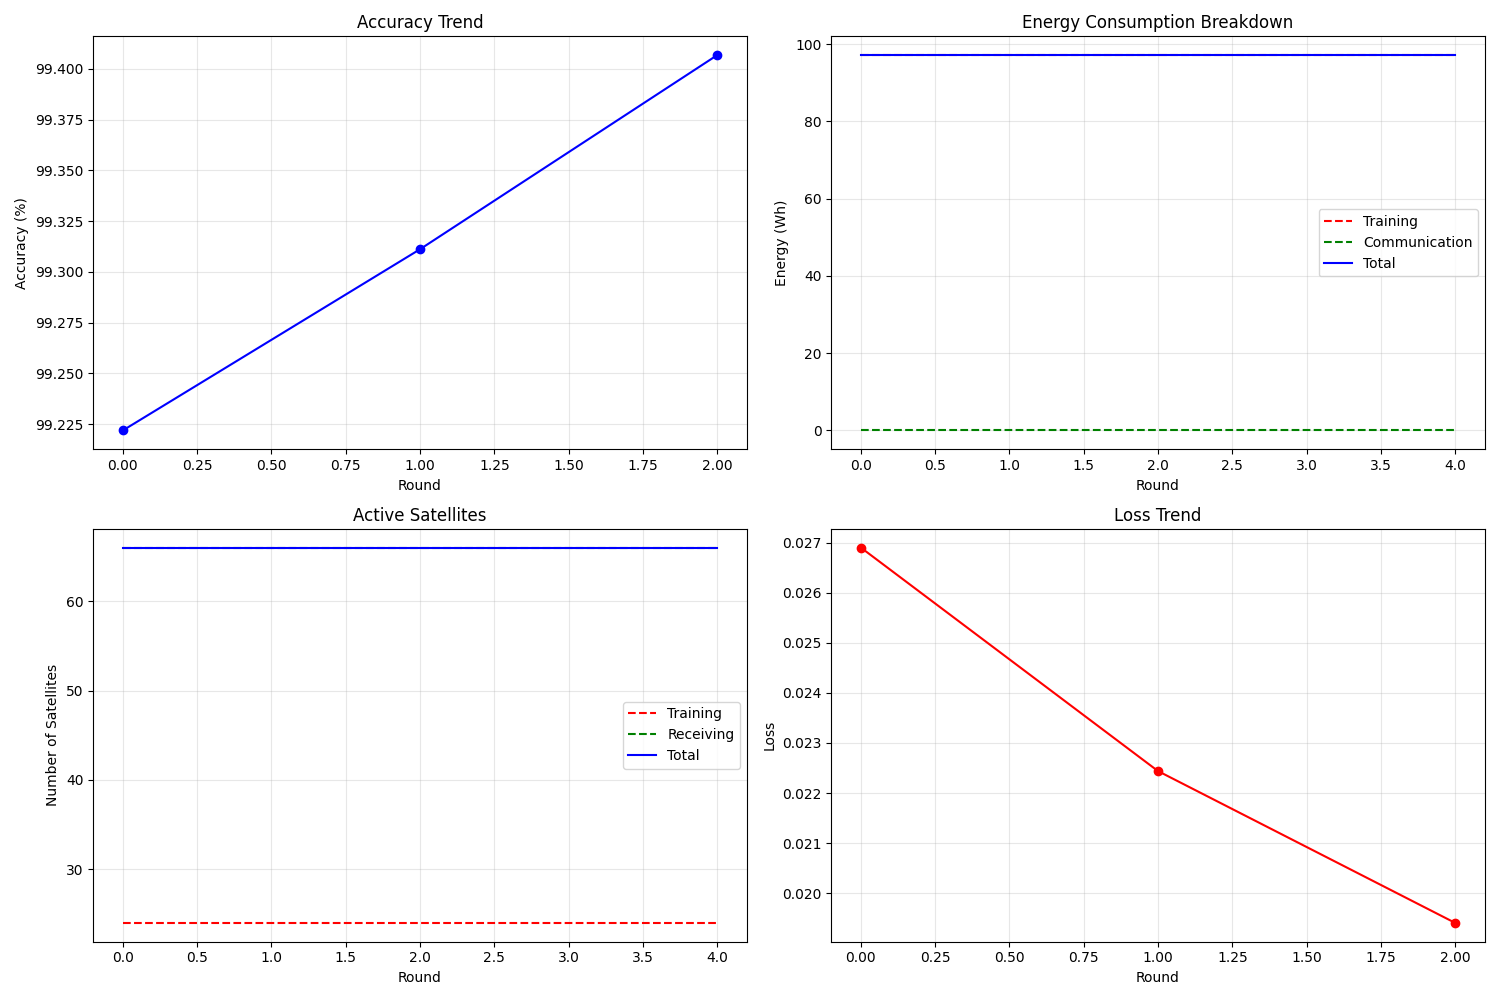 Accuracy Trend
Accuracy (%)
99.400
99.375
99.350
99.325
99.300
99.275
99.250
99.225
0.00 0.25 0.50 0.75 1.00 1.25 1.50 1.75 2.00
Round
Energy Consumption Breakdown
Energy (Wh)
100
80
60
40
20
0
Training
Communication
Total
0.0 0.5 1.0 1.5 2.0 2.5 3.0 3.5 4.0
Round
Active Satellites
Number of Satellites
60
50
40
30
Training
Receiving
Total
0.0 0.5 1.0 1.5 2.0 2.5 3.0 3.5 4.0
Round
Loss Trend
Loss
0.027
0.026
0.025
0.024
0.023
0.022
0.021
0.020
0.00 0.25 0.50 0.75 1.00 1.25 1.50 1.75 2.00
Round